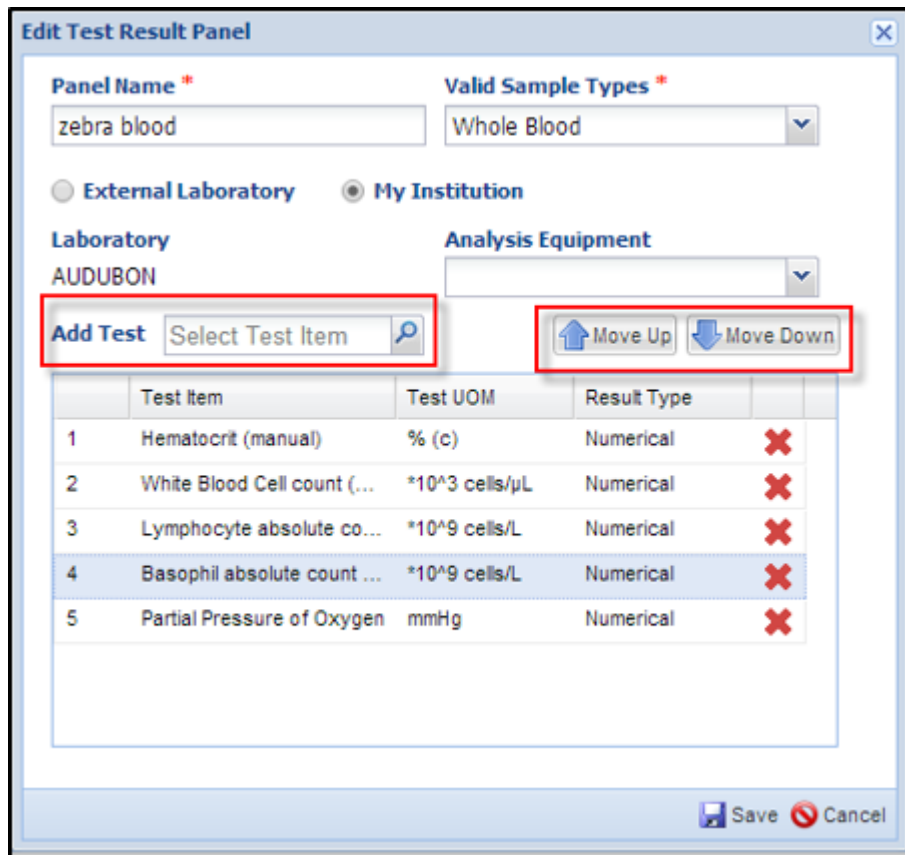 Edit Test Result Panel
Panel Name * Valid Sample Types *
zebra blood Whole Blood
External Laboratory My Institution
Laboratory Analysis Equipment
AUDUBON
Add Test Select Test Item Move Up Move Down
Test Item Test UOM Result Type
1 Hematocrit (manual) % (c) Numerical
2 White Blood Cell count (... *10^3 cells/µL Numerical
3 Lymphocyte absolute co... *10^9 cells/L Numerical
4 Basophil absolute count ... *10^9 cells/L Numerical
5 Partial Pressure of Oxygen mmHg Numerical
Save Cancel